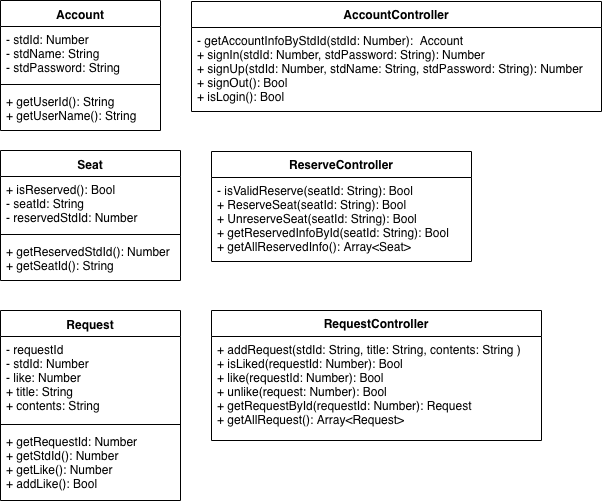 Account
- stdId: Number
- stdName: String
- stdPassword: String
+ getUserId(): String
+ getUserName(): String
AccountController
- getAccountInfoByStdId(stdId: Number):  Account
+ signIn(stdId: Number, stdPassword: String): Number
+ signUp(stdId: Number, stdName: String, stdPassword: String): Number
+ signOut(): Bool
+ isLogin(): Bool
Seat
+ isReserved(): Bool
- seatId: String
- reservedStdId: Number
+ getReservedStdId(): Number
+ getSeatId(): String
ReserveController
- isValidReserve(seatId: String): Bool
+ ReserveSeat(seatId: String): Bool
+ UnreserveSeat(seatId: String): Bool
+ getReservedInfoById(seatId: String): Bool
+ getAllReservedInfo(): Array<Seat>
Request
- requestId
- stdId: Number
- like: Number
+ title: String
+ contents: String
+ getRequestId: Number
+ getStdId(): Number
+ getLike(): Number
+ addLike(): Bool
RequestController
+ addRequest(stdId: String, title: String, contents: String )
+ isLiked(requestId: Number): Bool
+ like(requestId: Number): Bool
+ unlike(request: Number): Bool
+ getRequestById(requestId: Number): Request
+ getAllRequest(): Array<Request>